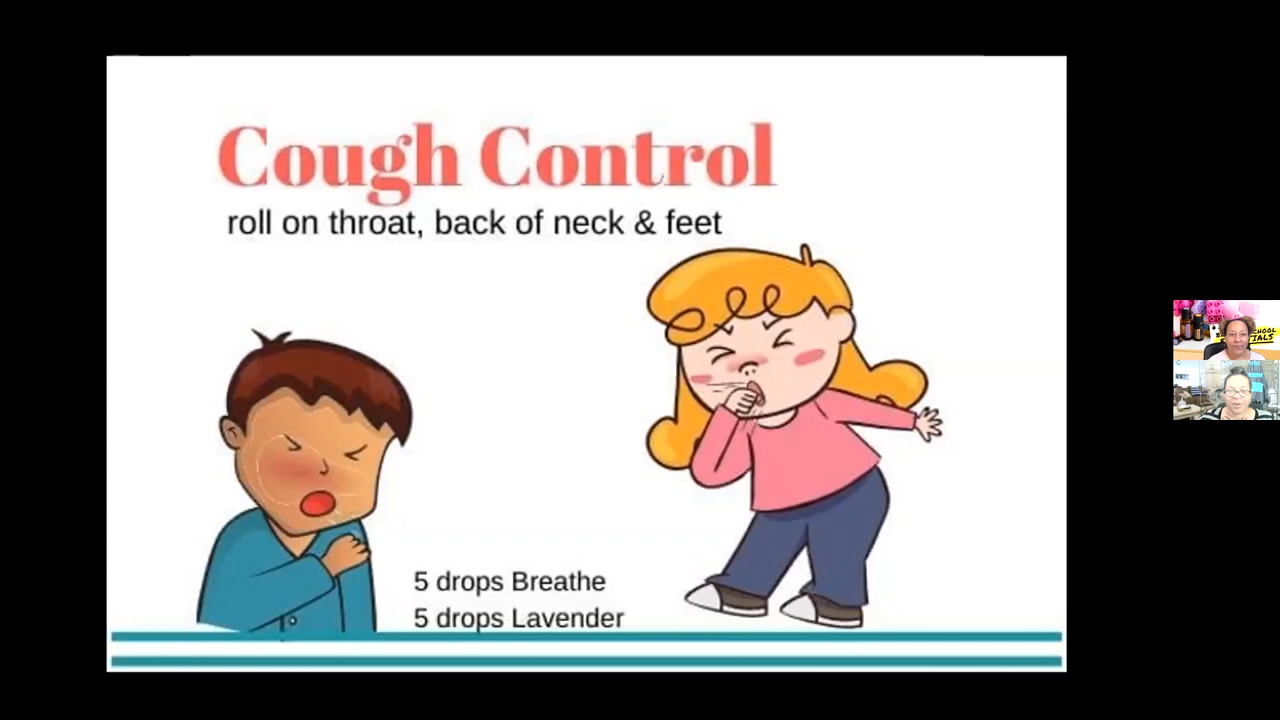 Cough Control
roll on throat, back of neck & feet
5 drops Breathe
5 drops Lavender